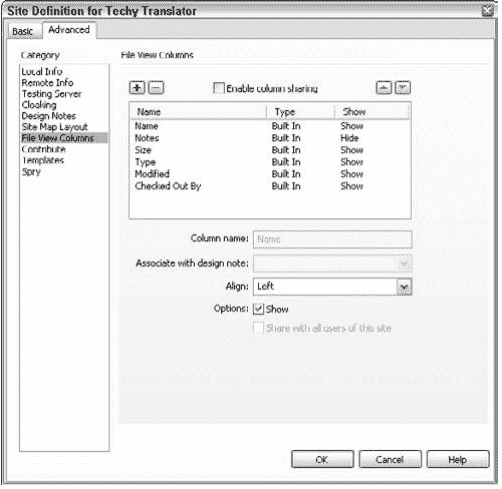 Site Definition for Techy Translator
Basic Advanced
Category
Local Info
Remote Info
Testing Server
Cloaking
Design Notes
Site Map Layout
File View Columns
Contribute
Templates
Spry
File View Columns
Enable column sharing
Name Type Show
Name Built In Show
Notes Built In Hide
Size Built In Show
Type Built In Show
Modified Built In Show
Checked Out By Built In Show
Column name: Name
Associate with design note:
Align: Left
Options: Show
Share with all users of this site
OK Cancel Help